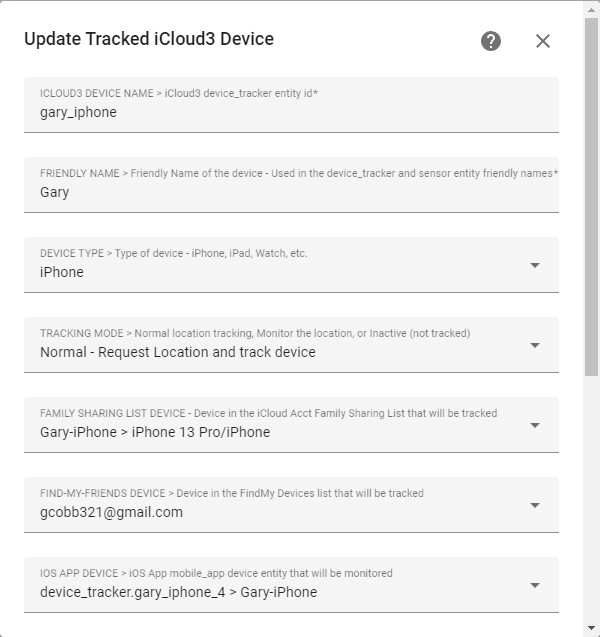 Update Tracked iCloud3 Device
ICLOUD3 DEVICE NAME > iCloud3 device_tracker entity id*
gary_iphone
FRIENDLY NAME > Friendly Name of the device - Used in the device_tracker and sensor entity friendly names*
Gary
DEVICE TYPE > Type of device - iPhone, iPad, Watch, etc.
iPhone
TRACKING MODE > Normal location tracking, Monitor the location, or Inactive (not tracked)
Normal - Request Location and track device
FAMILY SHARING LIST DEVICE - Device in the iCloud Acct Family Sharing List that will be tracked
Gary-iPhone > iPhone 13 Pro/iPhone
FIND-MY-FRIENDS DEVICE > Device in the FindMy Devices list that will be tracked
gcobb321@gmail.com
IOS APP DEVICE > iOS App mobile_app device entity that will be monitored
device_tracker.gary_iphone_4 > Gary-iPhone